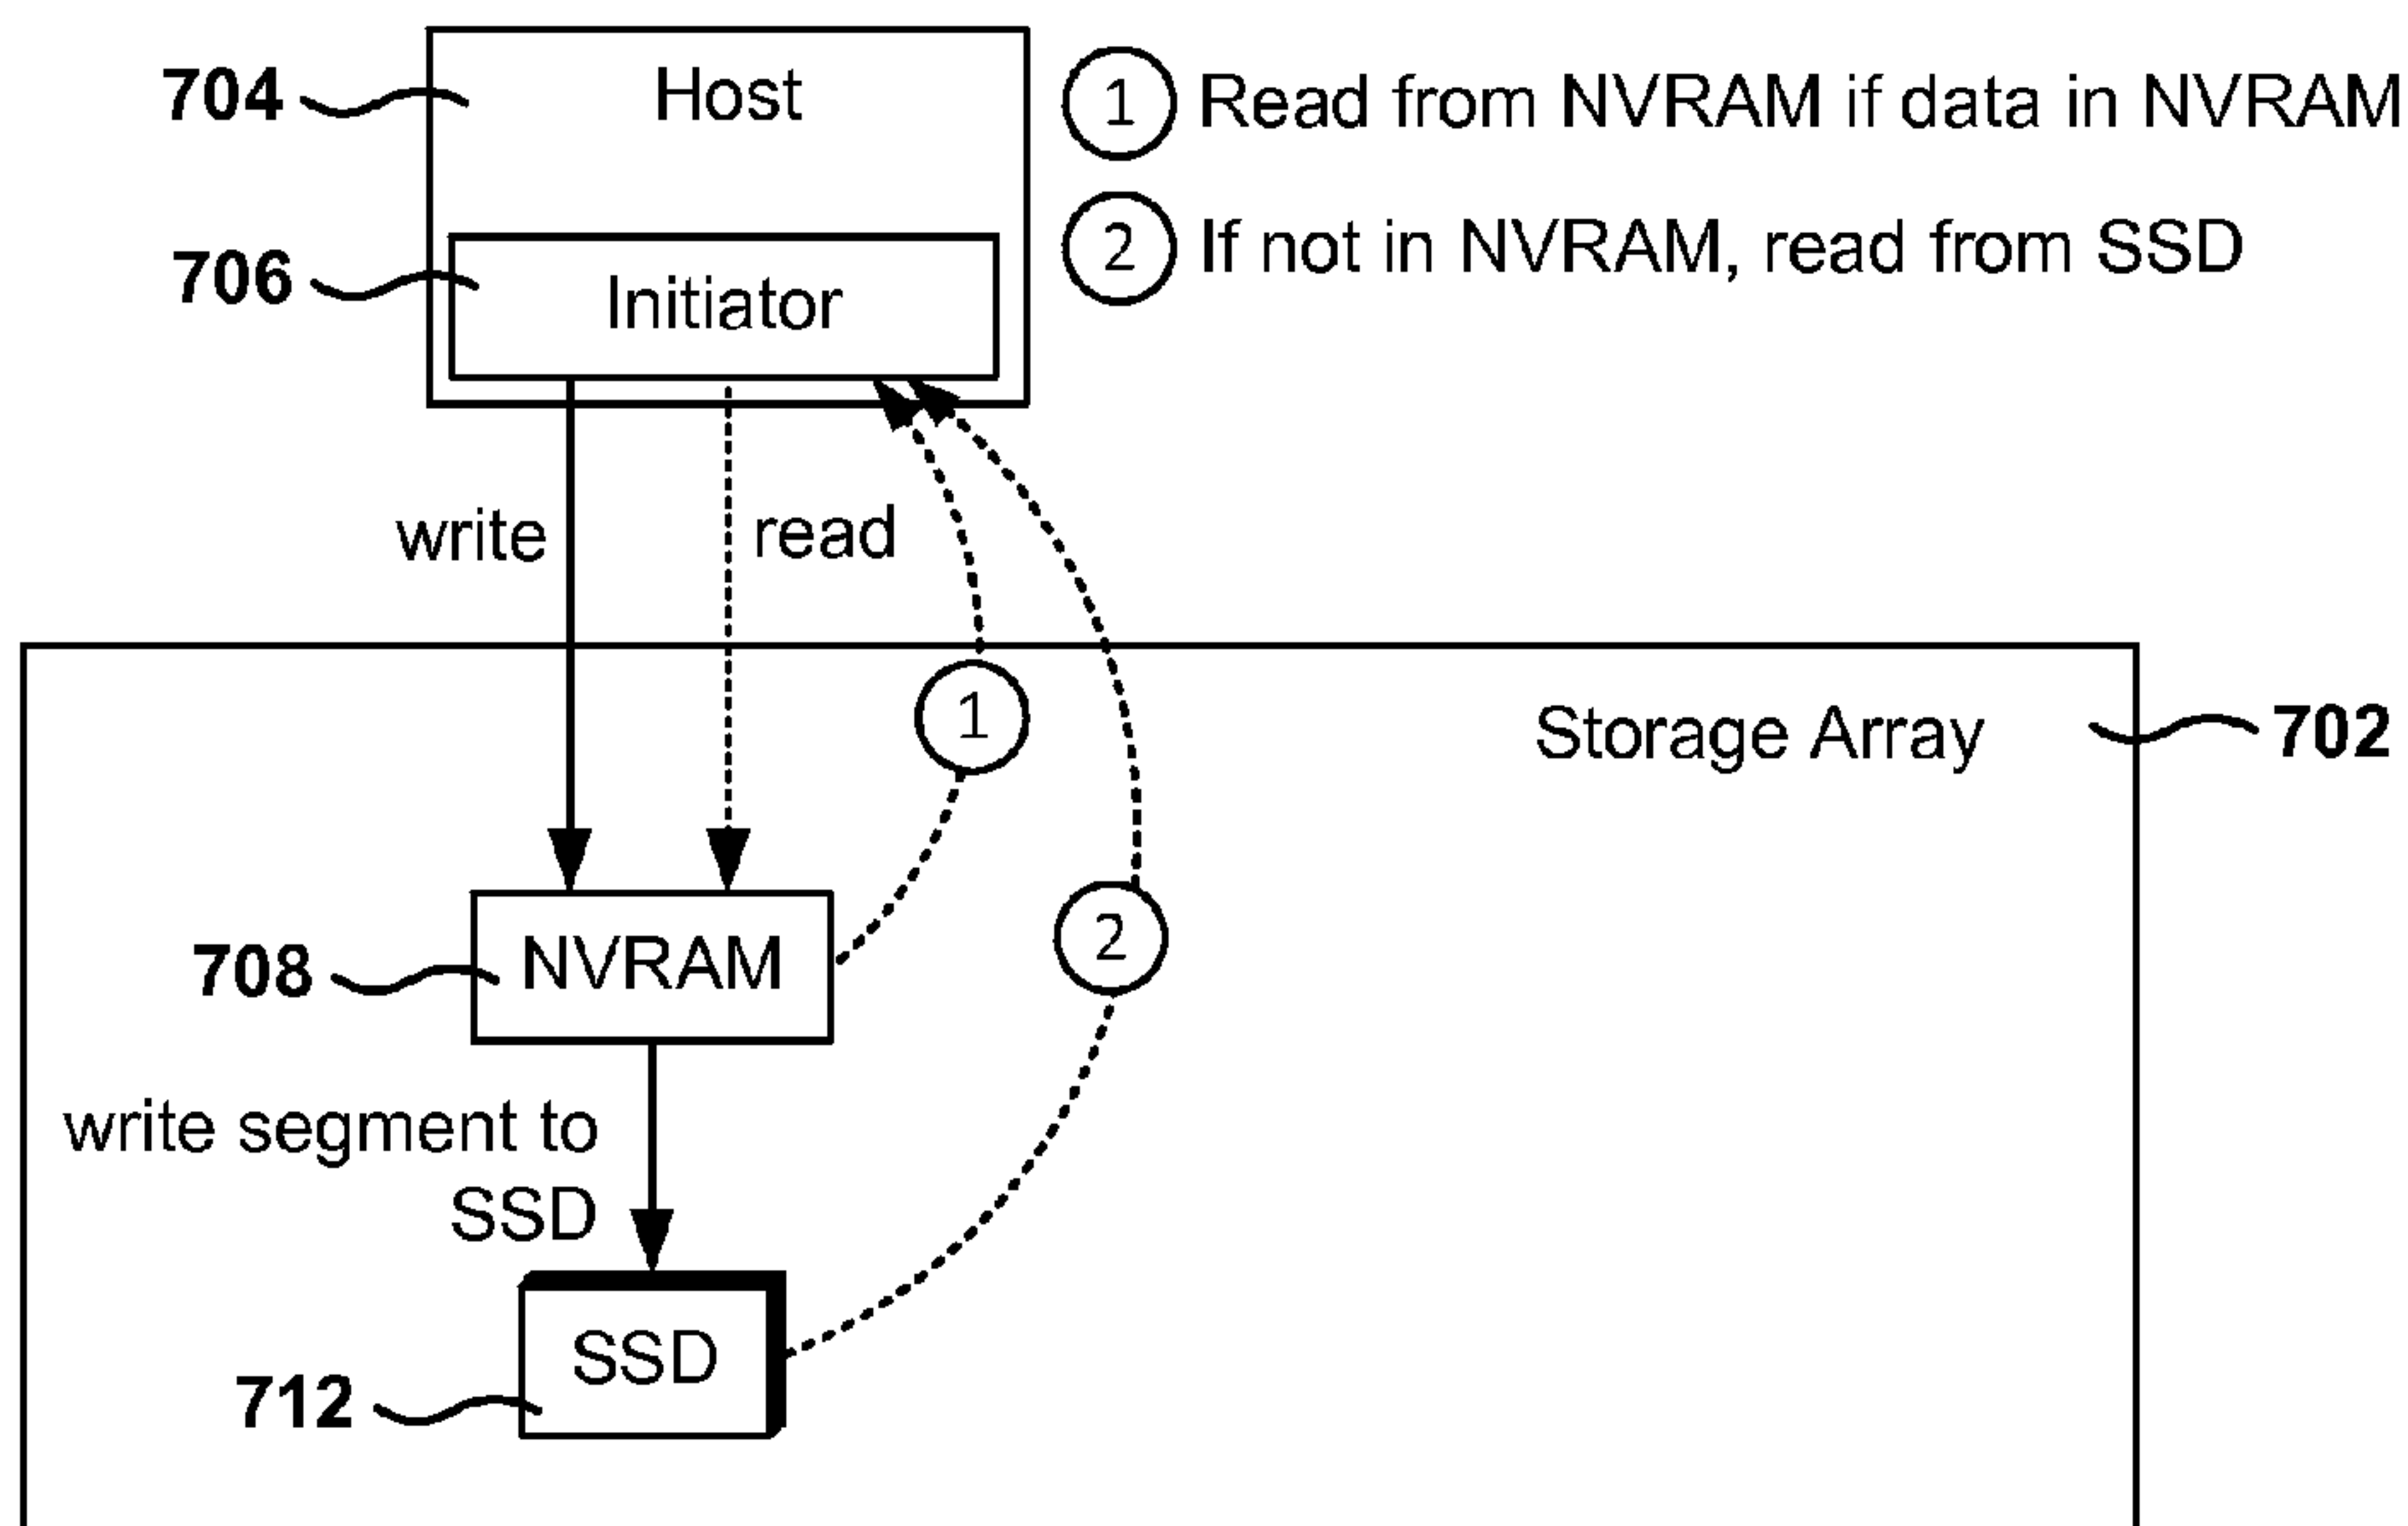 704
Host
1 Read from NVRAM if data in NVRAM
706
Initiator
2 If not in NVRAM, read from SSD
write
read
1
Storage Array
702
708
NVRAM
2
write segment to
SSD
SSD
712